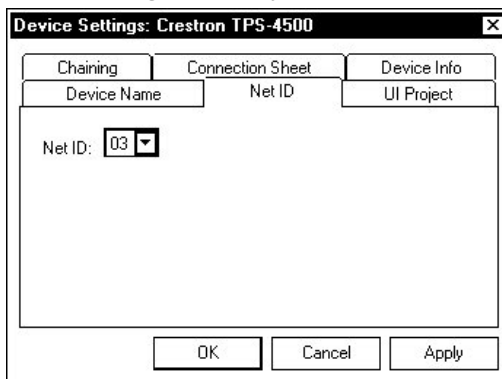 Device Settings: Crestron TPS-4500
Chaining Connection Sheet Device Info
Device Name Net ID UI Project
Net ID: 03
OK Cancel Apply